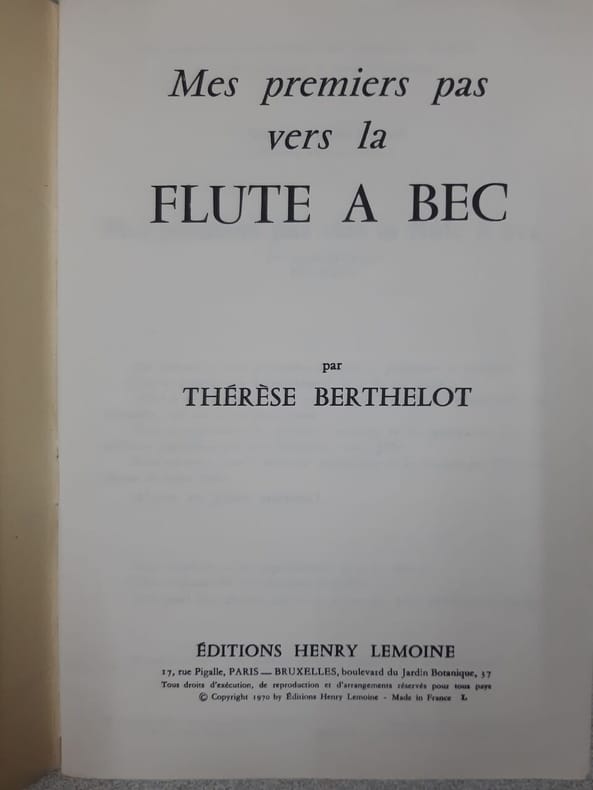 Mes premiers pas
vers la
FLUTE A BEC
par
THÉRÈSE BERTHELOT
ÉDITIONS HENRY LEMOINE
17, rue Pigalle, PARIS — BRUXELLES, boulevard du Jardin Botanique, 37
Tous droits d'exécution, de reproduction et d'arrangements réservés pour tous pays
© Copyright 1970 by Éditions Henry Lemoine - Made in France L